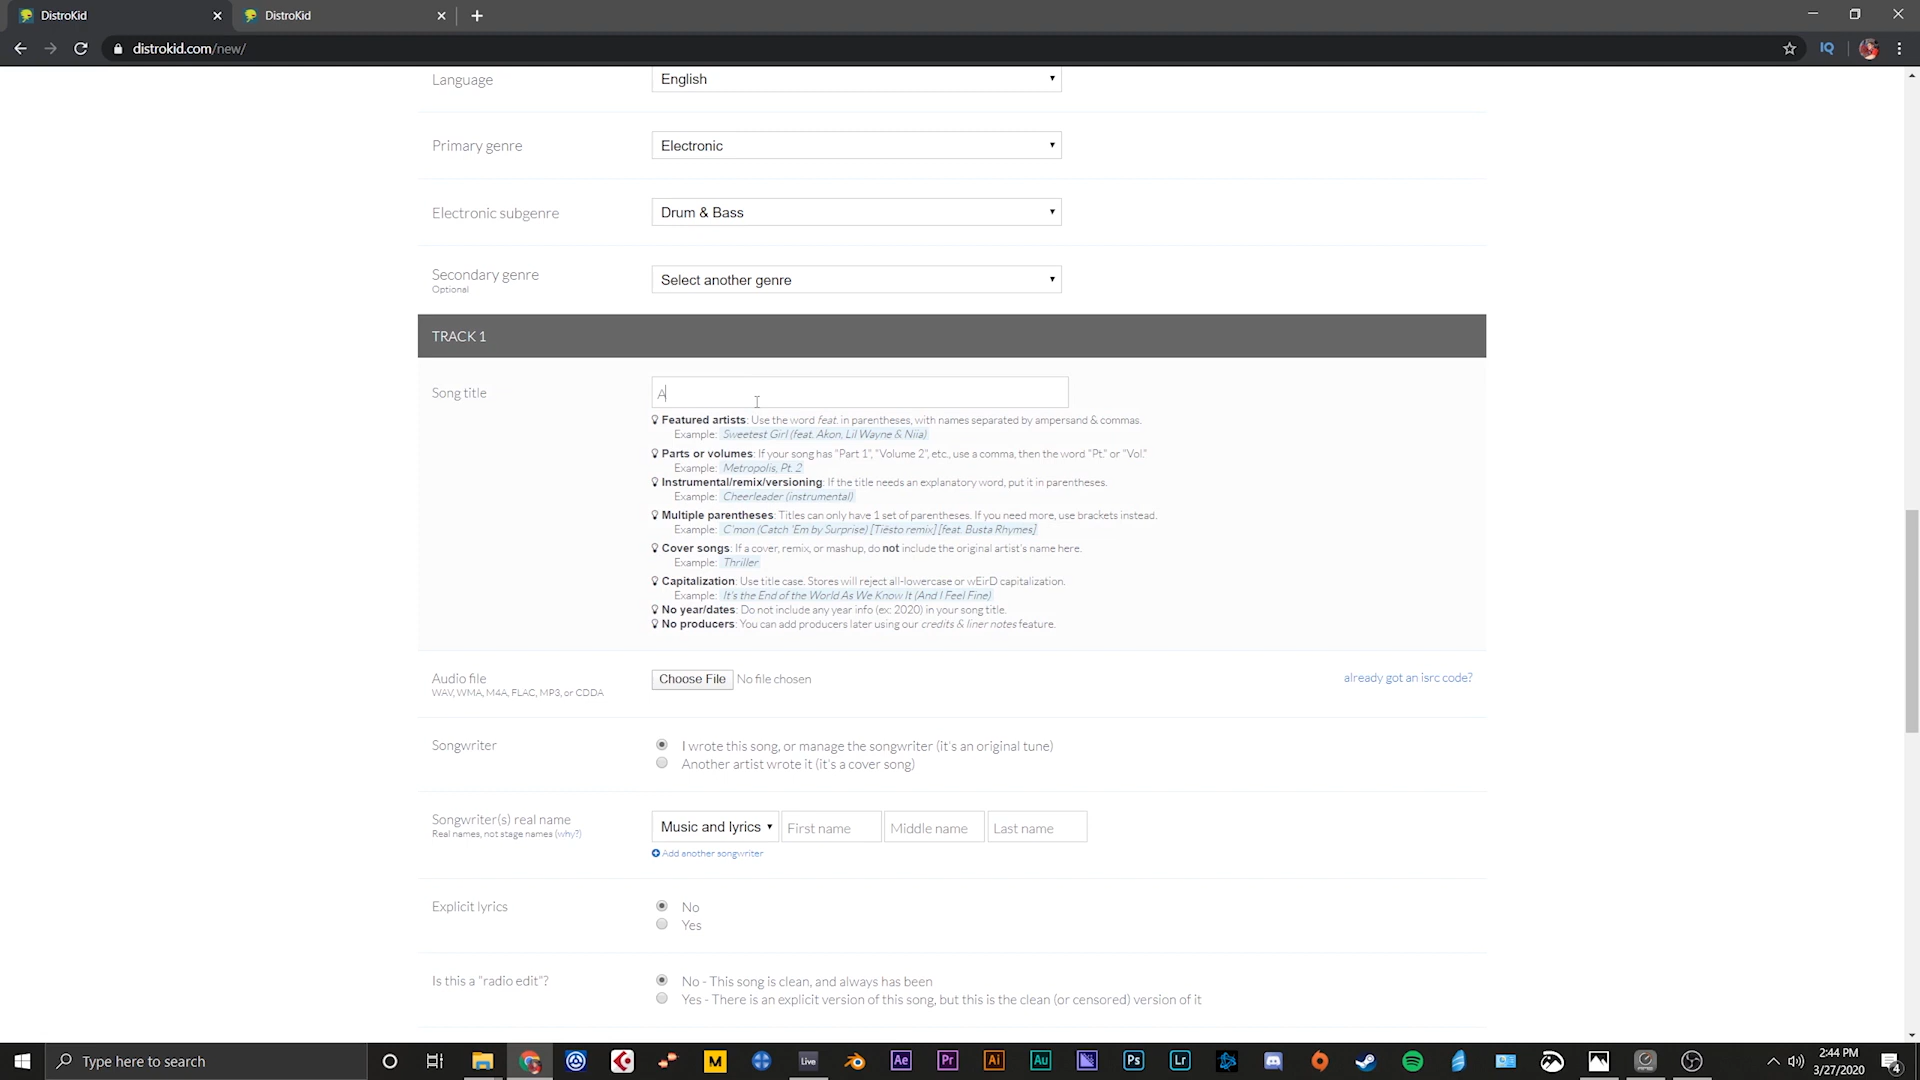 DistroKid
DistroKid
distrokid.com/new/
IQ
Language
English
Primary genre
Electronic
Electronic subgenre
Drum & Bass
Secondary genre
Optional
Select another genre
TRACK 1
Song title
A
Featured artists: Use the word feat. in parentheses, with names separated by ampersand & commas.
Example: Sweetest Girl (feat. Akon, Lil Wayne & Niia)
Parts or volumes: If your song has "Part 1", "Volume 2", etc., use a comma, then the word "Pt." or "Vol."
Example: Metropolis, Pt. 2
Instrumental/remix/versioning: If the title needs an explanatory word, put it in parentheses.
Example: Cheerleader (instrumental)
Multiple parentheses: Titles can only have 1 set of parentheses. If you need more, use brackets instead.
Example: C'mon (Catch 'Em by Surprise) [Tiësto remix] [feat. Busta Rhymes]
Cover songs: If a cover, remix, or mashup, do not include the original artist's name here.
Example: Thriller
Capitalization: Use title case. Stores will reject all-lowercase or wEirD capitalization.
Example: It's the End of the World As We Know It (And I Feel Fine)
No year/dates: Do not include any year info (ex: 2020) in your song title.
No producers: You can add producers later using our credits & liner notes feature.
Audio file
WAV, WMA, M4A, FLAC, MP3, or CDDA
Choose File No file chosen
already got an isrc code?
Songwriter
I wrote this song, or manage the songwriter (it's an original tune)
Another artist wrote it (it's a cover song)
Songwriter(s) real name
Real names, not stage names (why?)
Music and lyrics
First name
Middle name
Last name
Add another songwriter
Explicit lyrics
No
Yes
Is this a "radio edit"?
No - This song is clean, and always has been
Yes - There is an explicit version of this song, but this is the clean (or censored) version of it
Type here to search
M
Live
Ae
Pr
Ai
Au
Ps
Lr
2:44 PM
3/27/2020
4